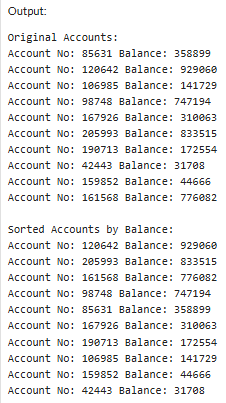 Output:
Original Accounts:
Account No: 85631 Balance: 358899
Account No: 120642 Balance: 929060
Account No: 106985 Balance: 141729
Account No: 98748 Balance: 747194
Account No: 167926 Balance: 310063
Account No: 205993 Balance: 833515
Account No: 190713 Balance: 172554
Account No: 42443 Balance: 31708
Account No: 159852 Balance: 44666
Account No: 161568 Balance: 776082
Sorted Accounts by Balance:
Account No: 120642 Balance: 929060
Account No: 205993 Balance: 833515
Account No: 161568 Balance: 776082
Account No: 98748 Balance: 747194
Account No: 85631 Balance: 358899
Account No: 167926 Balance: 310063
Account No: 190713 Balance: 172554
Account No: 106985 Balance: 141729
Account No: 159852 Balance: 44666
Account No: 42443 Balance: 31708